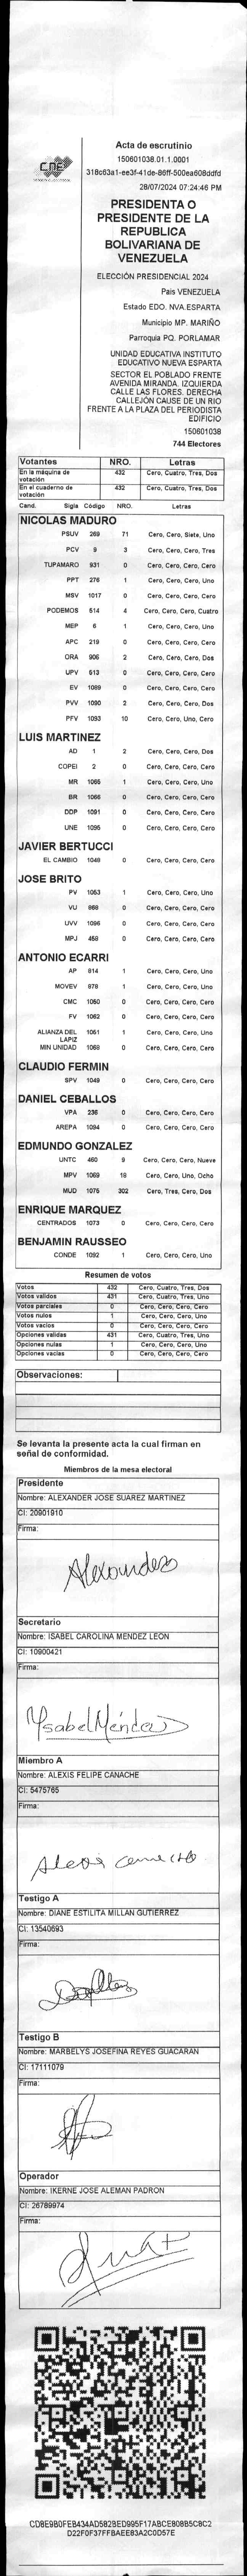 CNE
Acta de escrutinio
150601038.01.1.0001
318c63a1-ee3f-41de-86ff-500ea608ddfd
28/07/2024 07:24:46 PM
PRESIDENTA O
PRESIDENTE DE LA
REPUBLICA
BOLIVARIANA DE
VENEZUELA
ELECCIÓN PRESIDENCIAL 2024
Pais VENEZUELA
Estado EDO. NVA.ESPARTA
Municipio MP. MARIÑO
Parroquia PQ. PORLAMAR
UNIDAD EDUCATIVA INSTITUTO
EDUCATIVO NUEVA ESPARTA
SECTOR EL POBLADO FRENTE
AVENIDA MIRANDA. IZQUIERDA
CALLE LAS FLORES. DERECHA
CALLEJÓN CAUSE DE UN RIO
FRENTE A LA PLAZA DEL PERIODISTA
EDIFICIO
150601038
744 Electores
Votantes NRO. Letras
En la máquina de votación 432 Cero, Cuatro, Tres, Dos
En el cuaderno de votación 432 Cero, Cuatro, Tres, Dos
Cand. Sigla Código NRO. Letras
NICOLAS MADURO
PSUV 269 71 Cero, Cero, Siete, Uno
PCV 9 3 Cero, Cero, Cero, Tres
TUPAMARO 931 0 Cero, Cero, Cero, Cero
PPT 276 1 Cero, Cero, Cero, Uno
MSV 1017 0 Cero, Cero, Cero, Cero
PODEMOS 514 4 Cero, Cero, Cero, Cuatro
MEP 6 1 Cero, Cero, Cero, Uno
APC 219 0 Cero, Cero, Cero, Cero
ORA 906 2 Cero, Cero, Cero, Dos
UPV 513 0 Cero, Cero, Cero, Cero
EV 1089 0 Cero, Cero, Cero, Cero
PVV 1090 2 Cero, Cero, Cero, Dos
PFV 1093 10 Cero, Cero, Uno, Cero
LUIS MARTINEZ
AD 1 2 Cero, Cero, Cero, Dos
COPEI 2 0 Cero, Cero, Cero, Cero
MR 1065 1 Cero, Cero, Cero, Uno
BR 1066 0 Cero, Cero, Cero, Cero
DDP 1091 0 Cero, Cero, Cero, Cero
UNE 1095 0 Cero, Cero, Cero, Cero
JAVIER BERTUCCI
EL CAMBIO 1048 0 Cero, Cero, Cero, Cero
JOSE BRITO
PV 1053 1 Cero, Cero, Cero, Uno
VU 868 0 Cero, Cero, Cero, Cero
UVV 1096 0 Cero, Cero, Cero, Cero
MPJ 458 0 Cero, Cero, Cero, Cero
ANTONIO ECARRI
AP 814 1 Cero, Cero, Cero, Uno
MOVEV 878 1 Cero, Cero, Cero, Uno
CMC 1050 0 Cero, Cero, Cero, Cero
FV 1062 0 Cero, Cero, Cero, Cero
ALIANZA DEL LAPIZ 1051 1 Cero, Cero, Cero, Uno
MIN UNIDAD 1068 0 Cero, Cero, Cero, Cero
CLAUDIO FERMIN
SPV 1049 0 Cero, Cero, Cero, Cero
DANIEL CEBALLOS
VPA 236 0 Cero, Cero, Cero, Cero
AREPA 1094 0 Cero, Cero, Cero, Cero
EDMUNDO GONZALEZ
UNTC 460 9 Cero, Cero, Cero, Nueve
MPV 1069 18 Cero, Cero, Uno, Ocho
MUD 1075 302 Cero, Tres, Cero, Dos
ENRIQUE MARQUEZ
CENTRADOS 1073 0 Cero, Cero, Cero, Cero
BENJAMIN RAUSSEO
CONDE 1092 1 Cero, Cero, Cero, Uno
Resumen de votos
Votos 432 Cero, Cuatro, Tres, Dos
Votos válidos 431 Cero, Cuatro, Tres, Uno
Votos parciales 0 Cero, Cero, Cero, Cero
Votos nulos 1 Cero, Cero, Cero, Uno
Votos vacíos 0 Cero, Cero, Cero, Cero
Opciones validas 431 Cero, Cuatro, Tres, Uno
Opciones nulas 1 Cero, Cero, Cero, Uno
Opciones vacias 0 Cero, Cero, Cero, Cero
Observaciones:
Se levanta la presente acta la cual firman en
señal de conformidad.
Miembros de la mesa electoral
Presidente
Nombre: ALEXANDER JOSE SUAREZ MARTINEZ
CI: 20901910
Firma:
Alexander
Secretario
Nombre: ISABEL CAROLINA MENDEZ LEON
CI: 10900421
Firma:
Ysabel Méndez
Miembro A
Nombre: ALEXIS FELIPE CANACHE
CI: 5475765
Firma:
Testigo A
Nombre: DIANE ESTILITA MILLAN GUTIERREZ
CI: 13540693
Firma:
Testigo B
Nombre: MARBELYS JOSEFINA REYES GUACARAN
CI: 17111079
Firma:
Operador
Nombre: IKERNE JOSE ALEMAN PADRON
CI: 26789974
Firma:
CD8E9B0FEB434AD582BED995F17ABCE808B5C8C2
D22F0F37FFBAEE83A2C0D57E